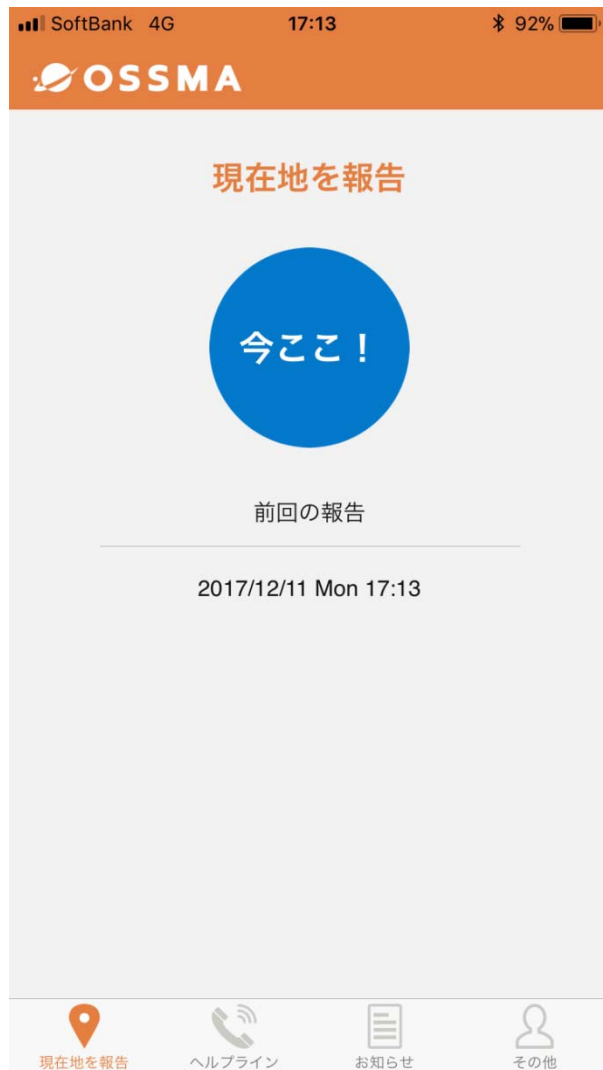 SoftBank 4G 17:13 92%
OSSMA
現在地を報告
今ここ！
前回の報告
2017/12/11 Mon 17:13
現在地を報告 ヘルプライン お知らせ その他